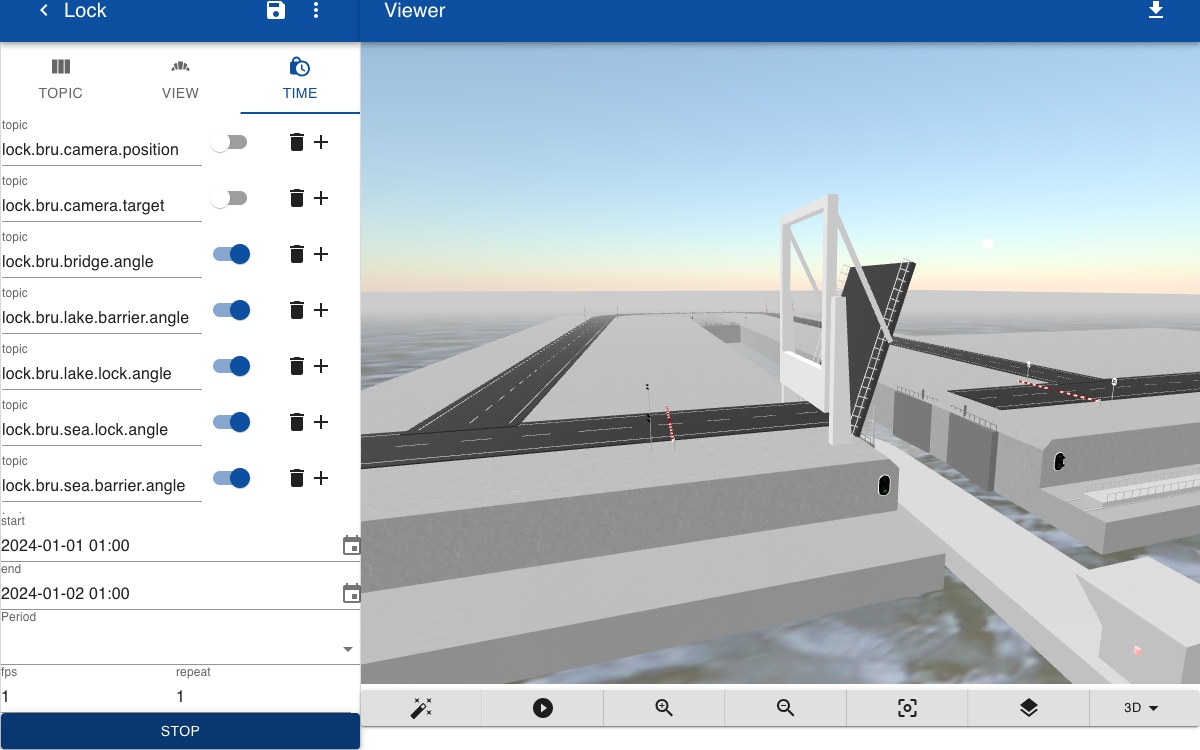 Lock
Viewer
TOPIC
VIEW
TIME
topic
lock.bru.camera.position
topic
lock.bru.camera.target
topic
lock.bru.bridge.angle
topic
lock.bru.lake.barrier.angle
topic
lock.bru.lake.lock.angle
topic
lock.bru.sea.lock.angle
topic
lock.bru.sea.barrier.angle
start
2024-01-01 01:00
end
2024-01-02 01:00
Period
fps repeat
1 1
STOP
3D